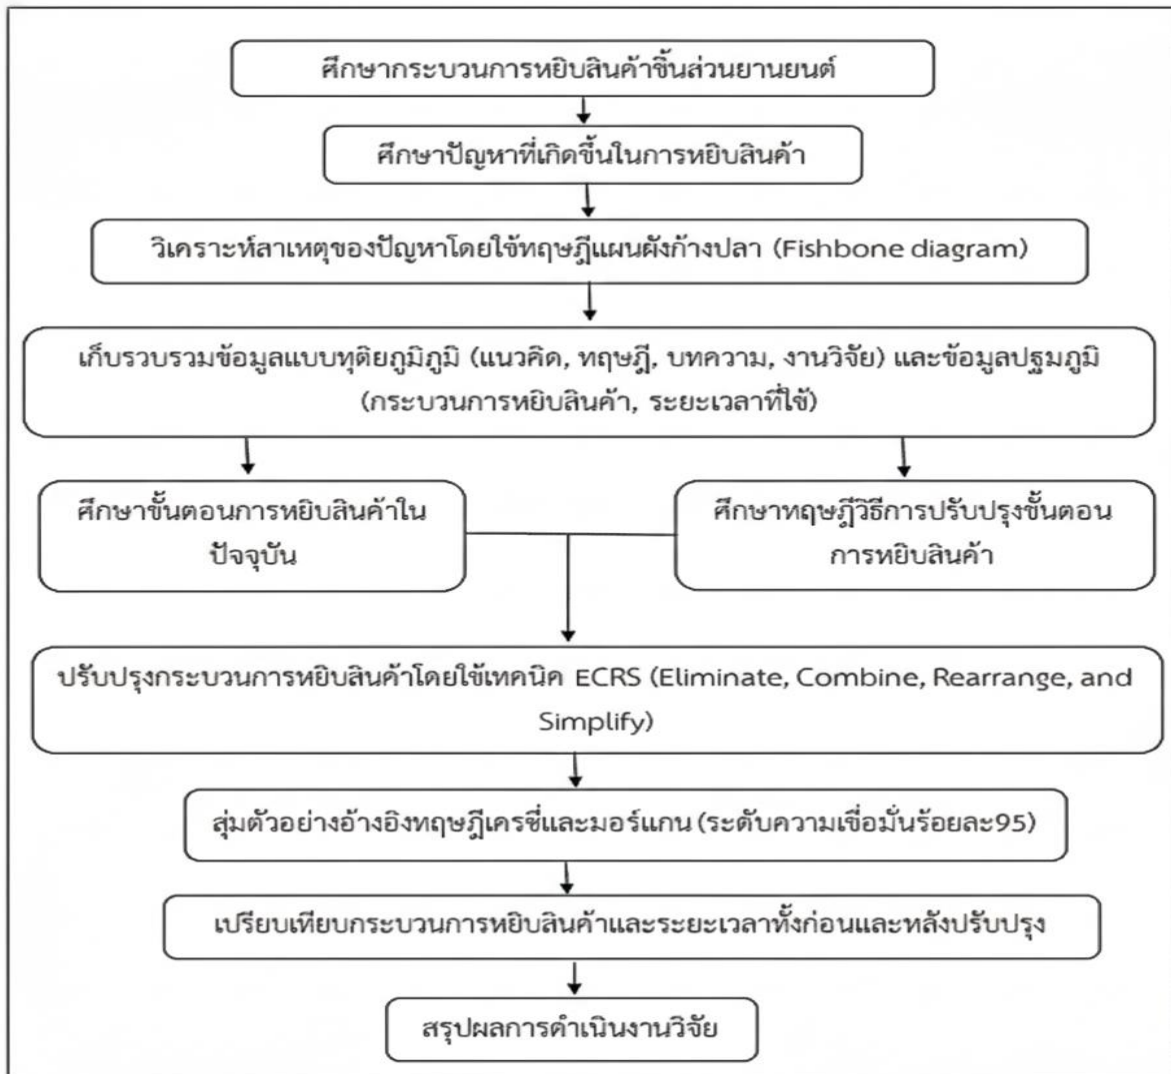 ศึกษากระบวนการหยิบสินค้าชิ้นส่วนยานยนต์
ศึกษาปัญหาที่เกิดขึ้นในการหยิบสินค้า
วิเคราะห์สาเหตุของปัญหาโดยใช้ทฤษฎีแผนผังก้างปลา (Fishbone diagram)
เก็บรวบรวมข้อมูลแบบทุติยภูมิภูมิ (แนวคิด, ทฤษฎี, บทความ, งานวิจัย) และข้อมูลปฐมภูมิ
(กระบวนการหยิบสินค้า, ระยะเวลาที่ใช้)
ศึกษาขั้นตอนการหยิบสินค้าใน
ปัจจุบัน
ศึกษาทฤษฎีวิธีการปรับปรุงขั้นตอน
การหยิบสินค้า
ปรับปรุงกระบวนการหยิบสินค้าโดยใช้เทคนิค ECRS (Eliminate, Combine, Rearrange, and
Simplify)
สุ่มตัวอย่างอ้างอิงทฤษฎีเครซี่และมอร์แกน (ระดับความเชื่อมั่นร้อยละ95)
เปรียบเทียบกระบวนการหยิบสินค้าและระยะเวลาทั้งก่อนและหลังปรับปรุง
สรุปผลการดำเนินงานวิจัย